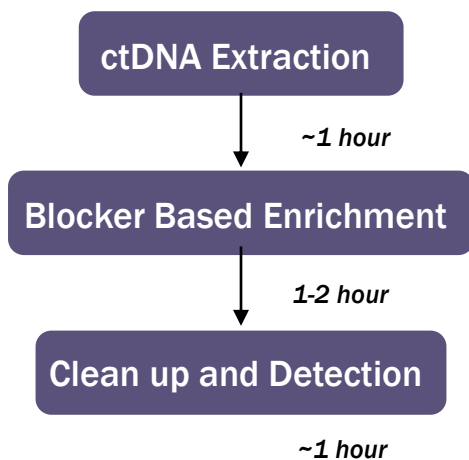 ctDNA Extraction
~1 hour
Blocker Based Enrichment
1-2 hour
Clean up and Detection
~1 hour